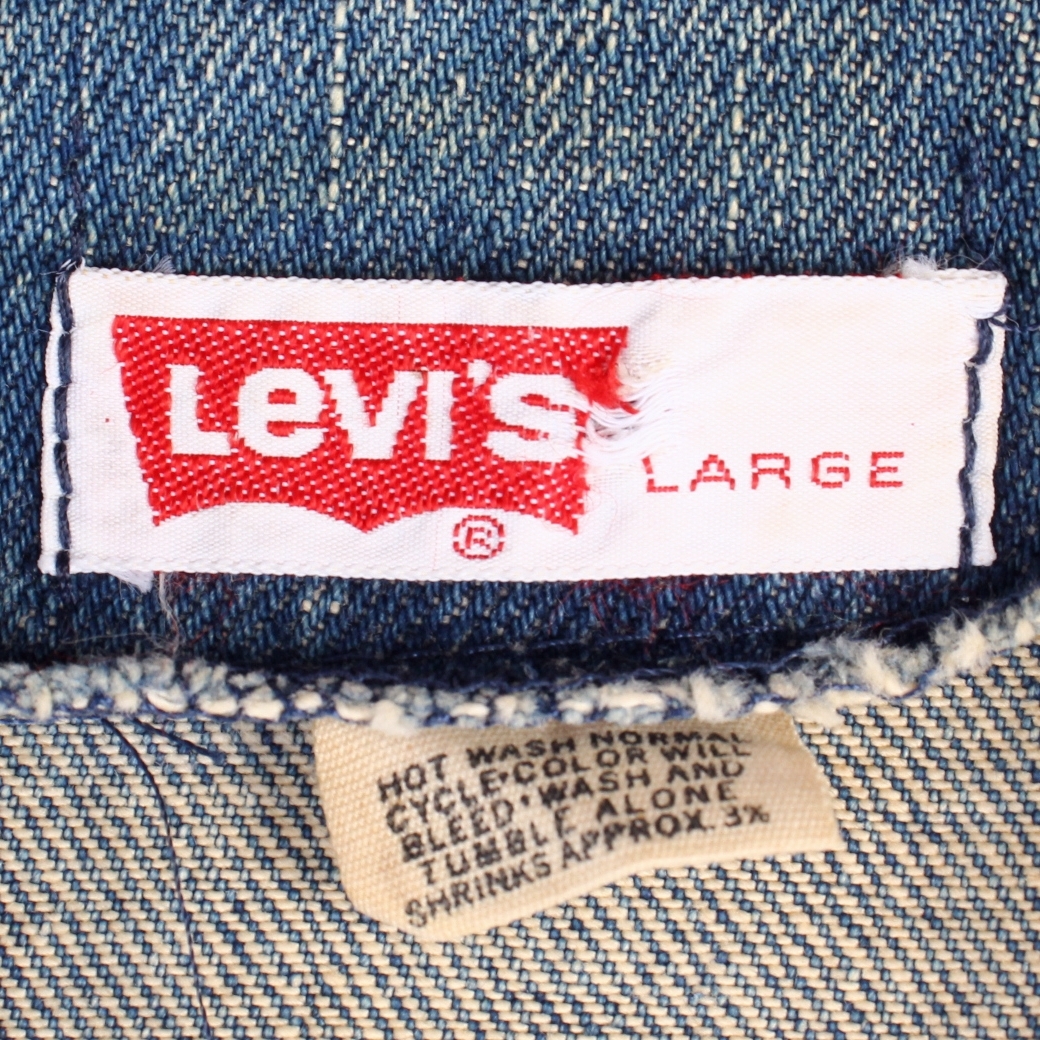 Levi's
®
LARGE
HOT WASH NORMAL
CYCLE•COLOR WILL
BLEED•WASH AND
TUMBLE ALONE
SHRINKS APPROX. 3%